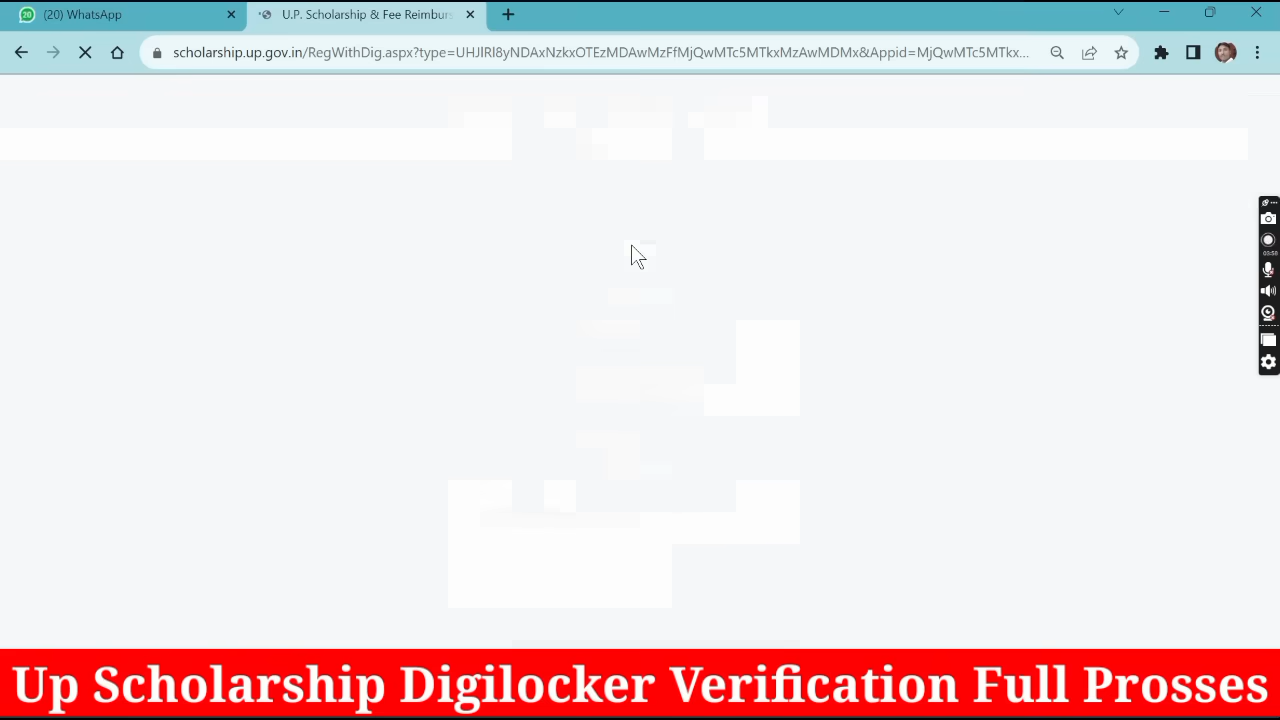 20 (20) WhatsApp
U.P. Scholarship & Fee Reimburs
scholarship.up.gov.in/RegWithDig.aspx?type=UHJlRl8yNDAxNzkxOTEzMDAwMzFfMjQwMTc5MTkxMzAwMDMx&Appid=MjQwMTc5MTkx...
Up Scholarship Digilocker Verification Full Prosses